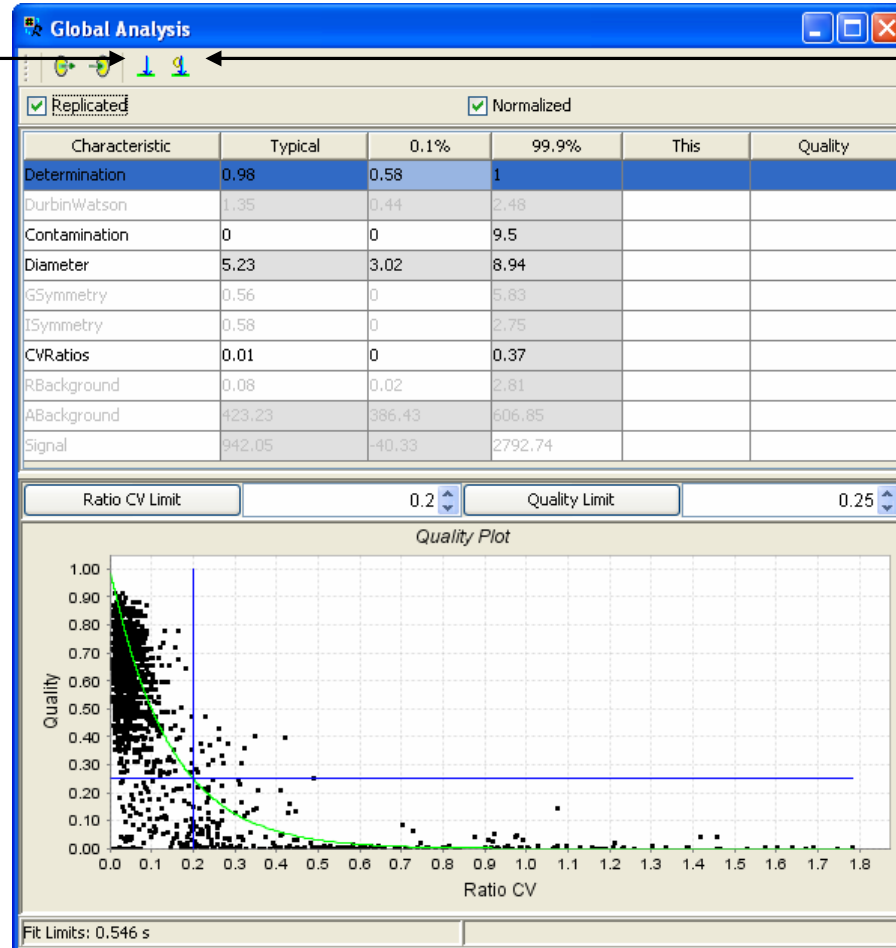 Global Analysis
Replicated Normalized
Characteristic Typical 0.1% 99.9% This Quality
Determination 0.98 0.58 1
DurbinWatson 1.35 0.44 2.48
Contamination 0 0 9.5
Diameter 5.23 3.02 8.94
GSymmetry 0.56 0 5.83
ISymmetry 0.58 0 2.75
CVRatios 0.01 0 0.37
RBackground 0.08 0.02 2.81
ABackground 423.23 386.43 606.85
Signal 942.05 -40.33 2792.74
Ratio CV Limit 0.2 Quality Limit 0.25
Quality Plot
1.00
0.90
0.80
0.70
0.60
0.50
0.40
0.30
0.20
0.10
0.00
Quality
0.0 0.1 0.2 0.3 0.4 0.5 0.6 0.7 0.8 0.9 1.0 1.1 1.2 1.3 1.4 1.5 1.6 1.7 1.8
Ratio CV
Fit Limits: 0.546 s